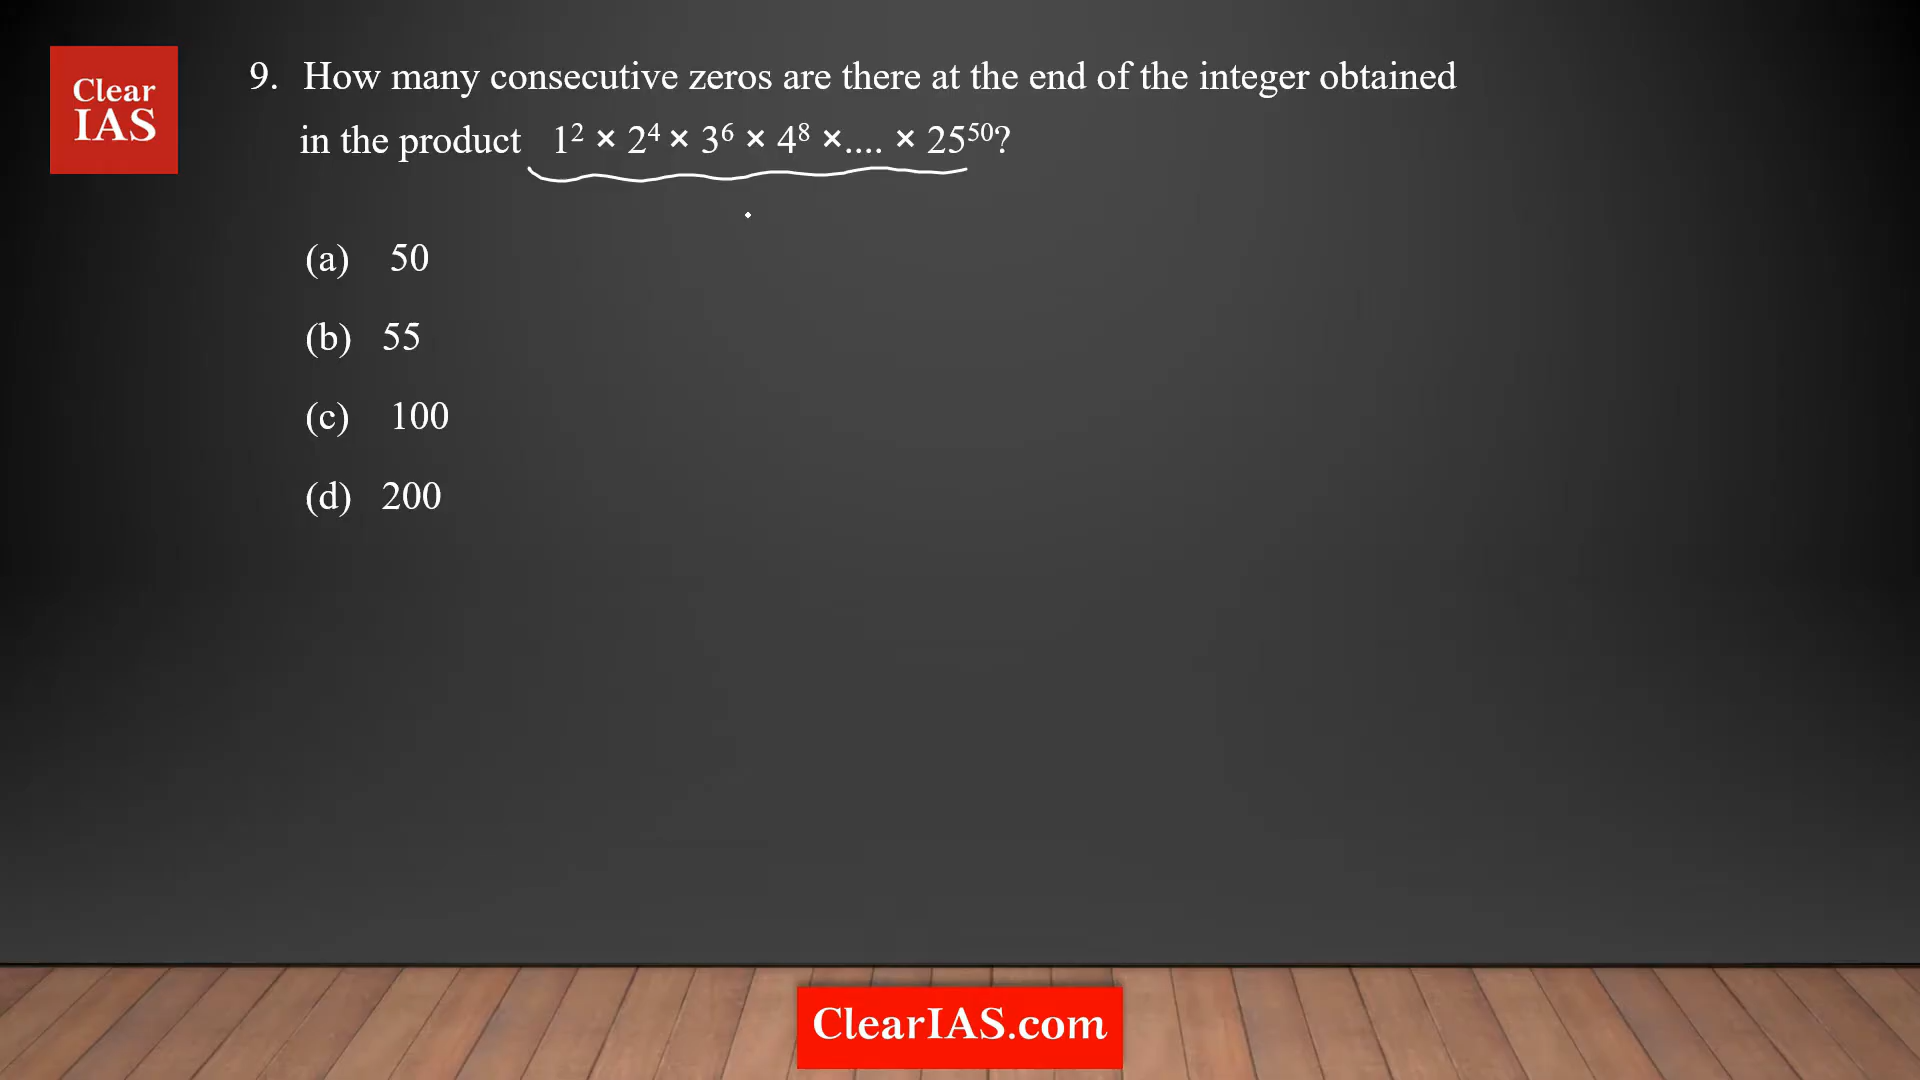 Clear
IAS
9. How many consecutive zeros are there at the end of the integer obtained
in the product 1² × 2⁴ × 3⁶ × 4⁸ ×.... × 25⁵⁰?
(a) 50
(b) 55
(c) 100
(d) 200
ClearIAS.com